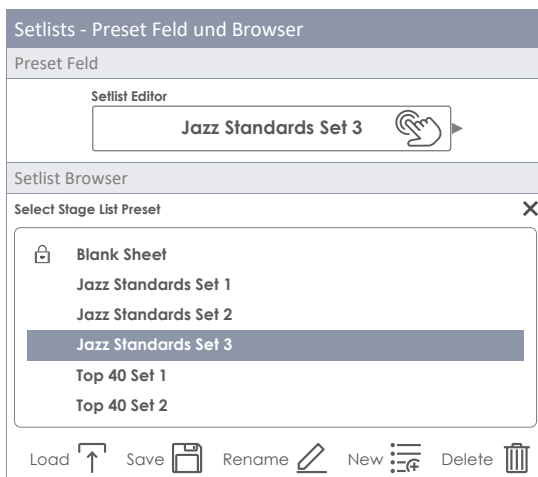 Setlists - Preset Feld und Browser
Preset Feld
Setlist Editor
Jazz Standards Set 3
Setlist Browser
Select Stage List Preset
Blank Sheet
Jazz Standards Set 1
Jazz Standards Set 2
Jazz Standards Set 3
Top 40 Set 1
Top 40 Set 2
Load Save Rename New Delete